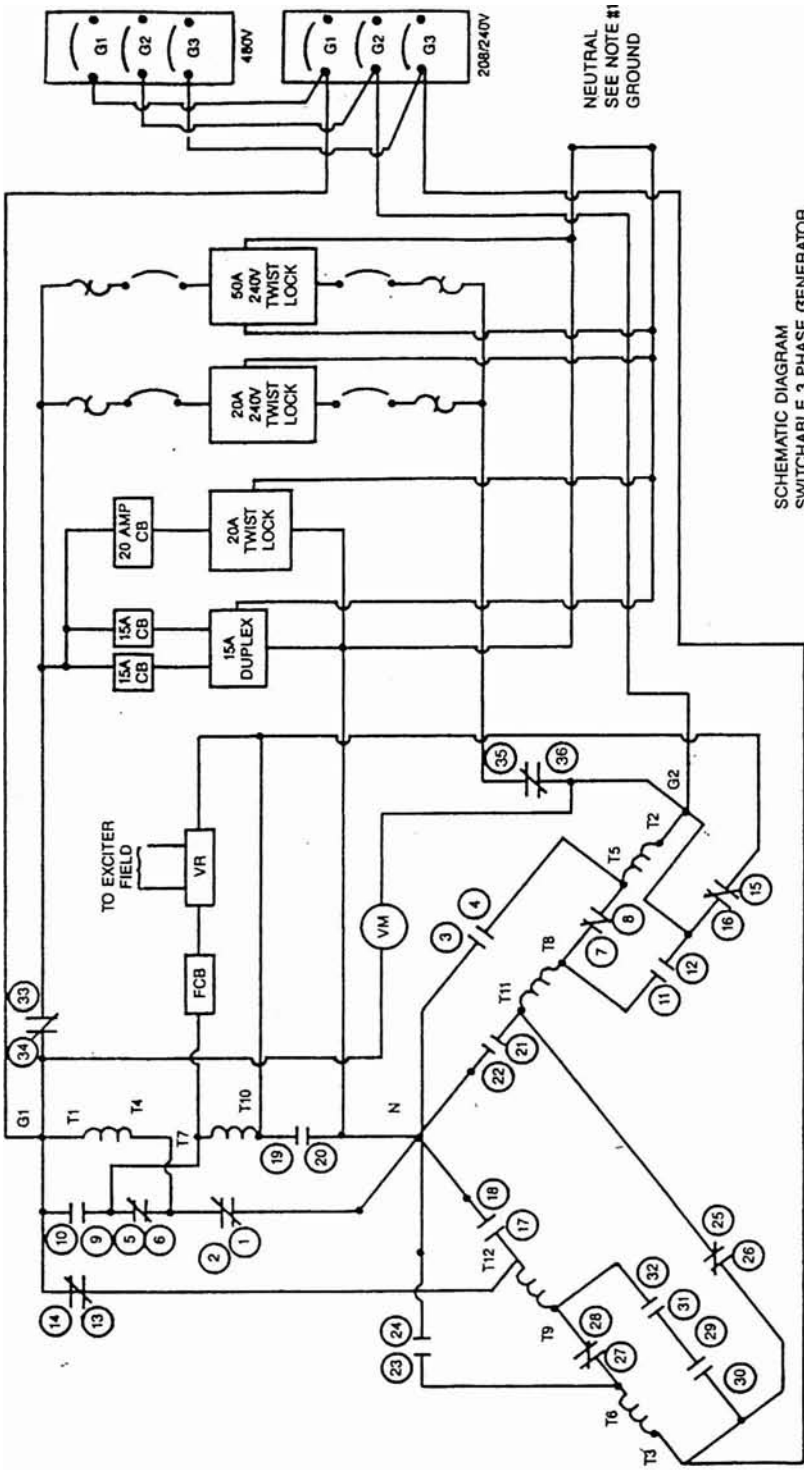 G1
G2
G3
480V
G1
G2
G3
208/240V
NEUTRAL
SEE NOTE #1
GROUND
50A
240V
TWIST
LOCK
20A
240V
TWIST
LOCK
20 AMP
CB
20A
TWIST
LOCK
15A
CB
15A
CB
15A
DUPLEX
TO EXCITER
FIELD
VR
FCB
VM
33
34
35
36
G1
T1
T4
T7
T10
10
9
5
6
2
1
14
13
19
20
N
3
4
T5
T2
G2
7
8
T8
T11
11
12
16
15
22
21
18
17
T12
24
23
T9
28
27
T6
T3
32
31
29
30
25
26
SCHEMATIC DIAGRAM
SWITCHABLE 3 PHASE GENERATOR